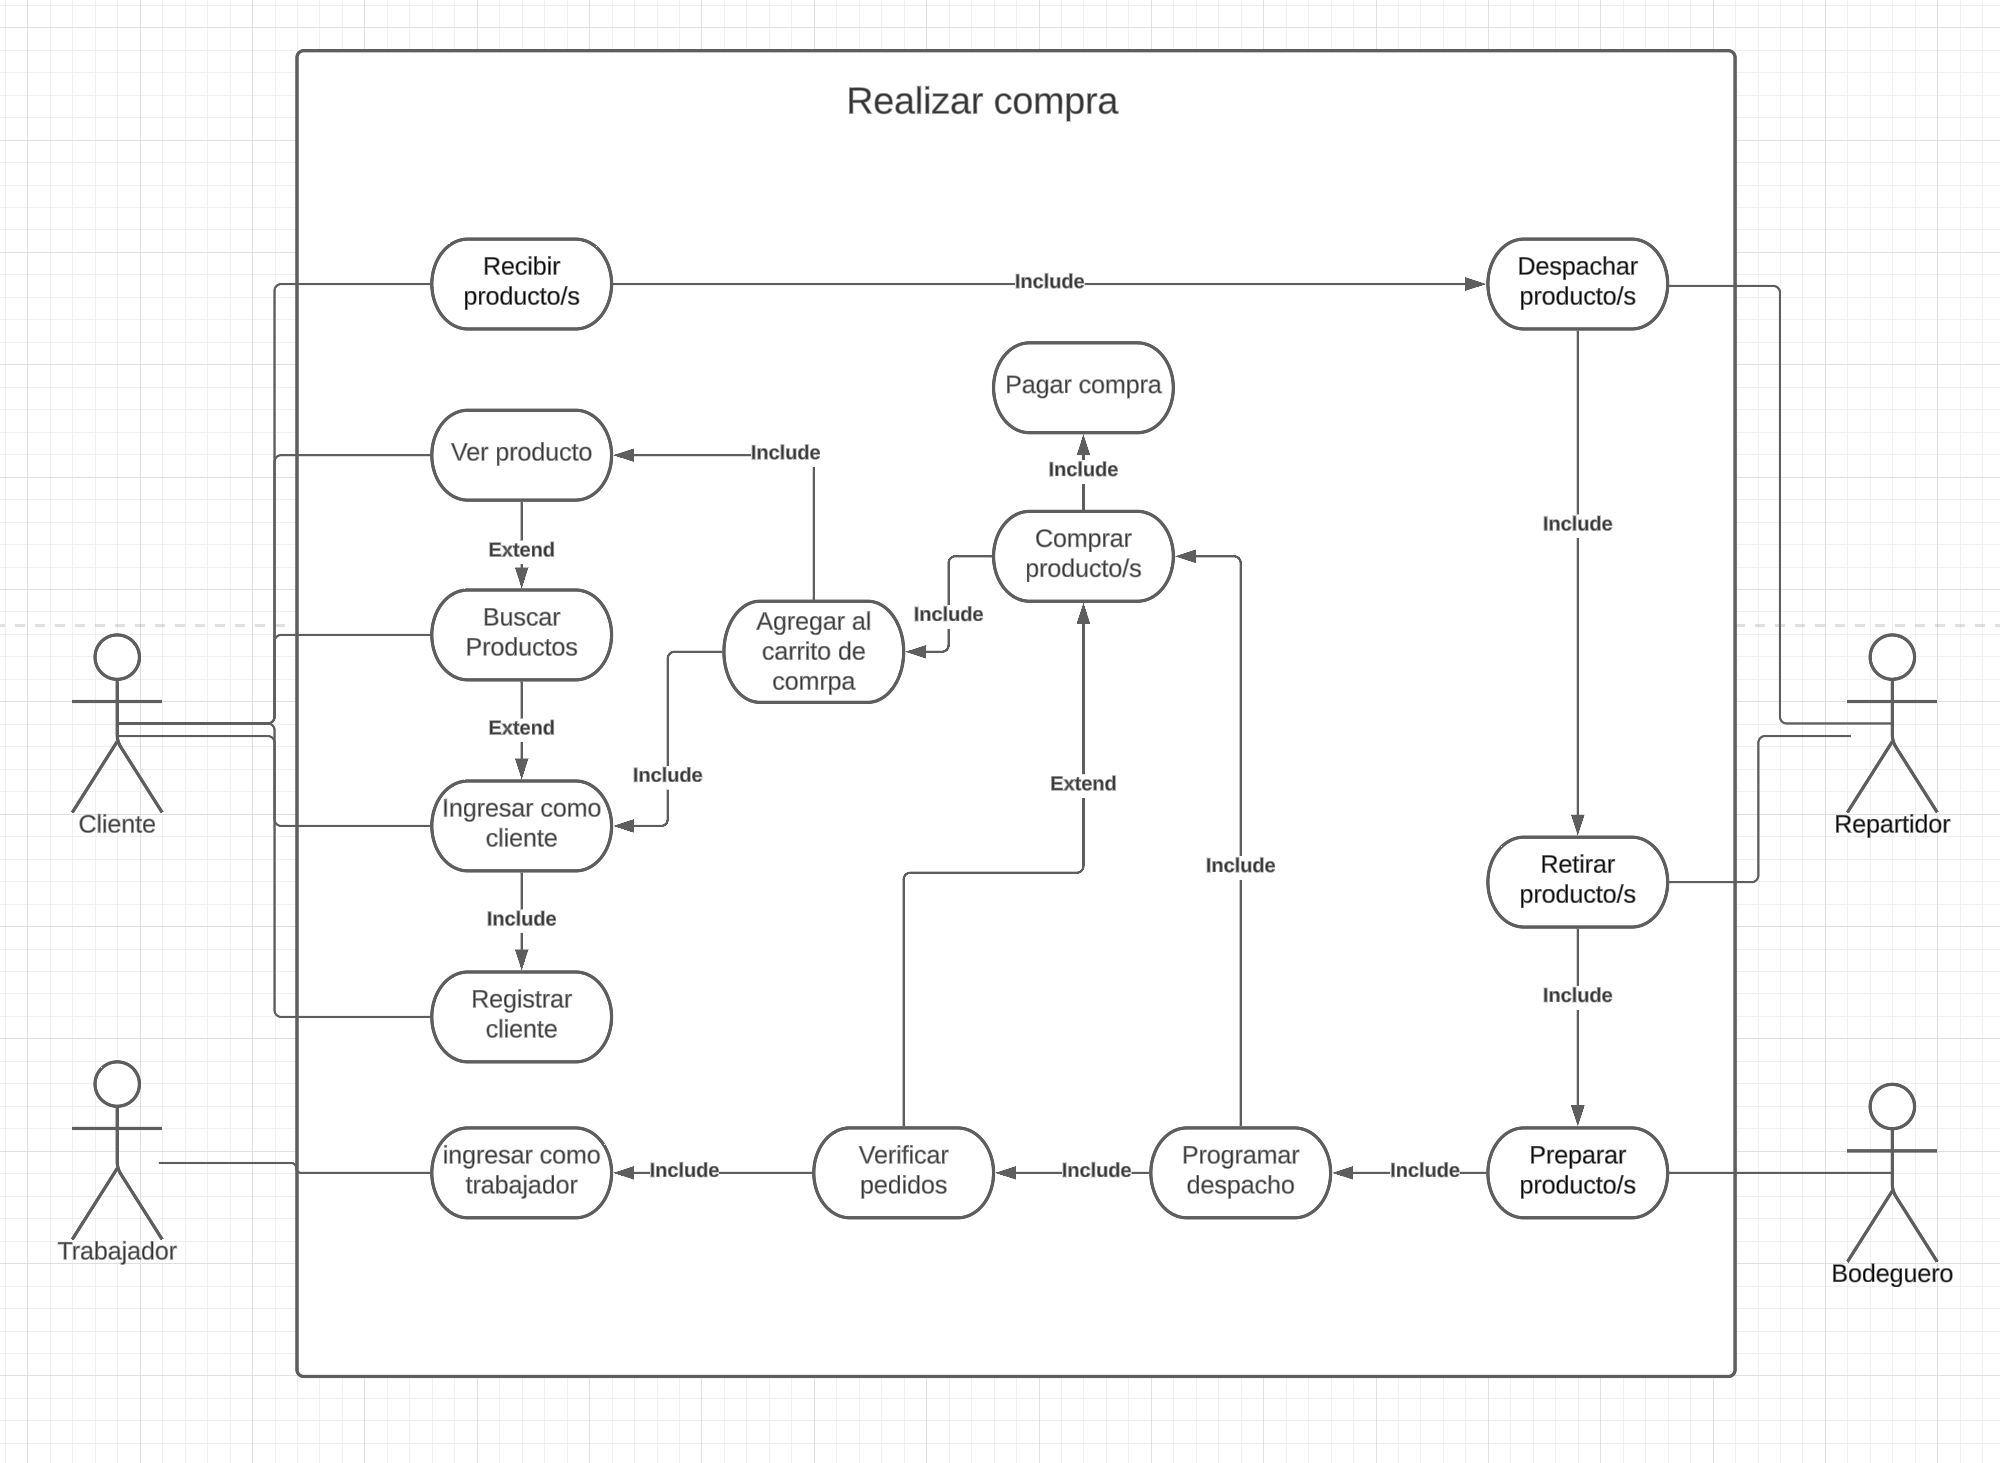 Realizar compra
Recibir
producto/s
Include
Despachar
producto/s
Pagar compra
Ver producto
Include
Include
Include
Extend
Comprar
producto/s
Buscar
Productos
Agregar al
carrito de
comrpa
Include
Extend
Include
Extend
Ingresar como
cliente
Cliente
Repartidor
Include
Retirar
producto/s
Include
Include
Registrar
cliente
ingresar como
trabajador
Include
Verificar
pedidos
Include
Programar
despacho
Include
Preparar
producto/s
Trabajador
Bodeguero